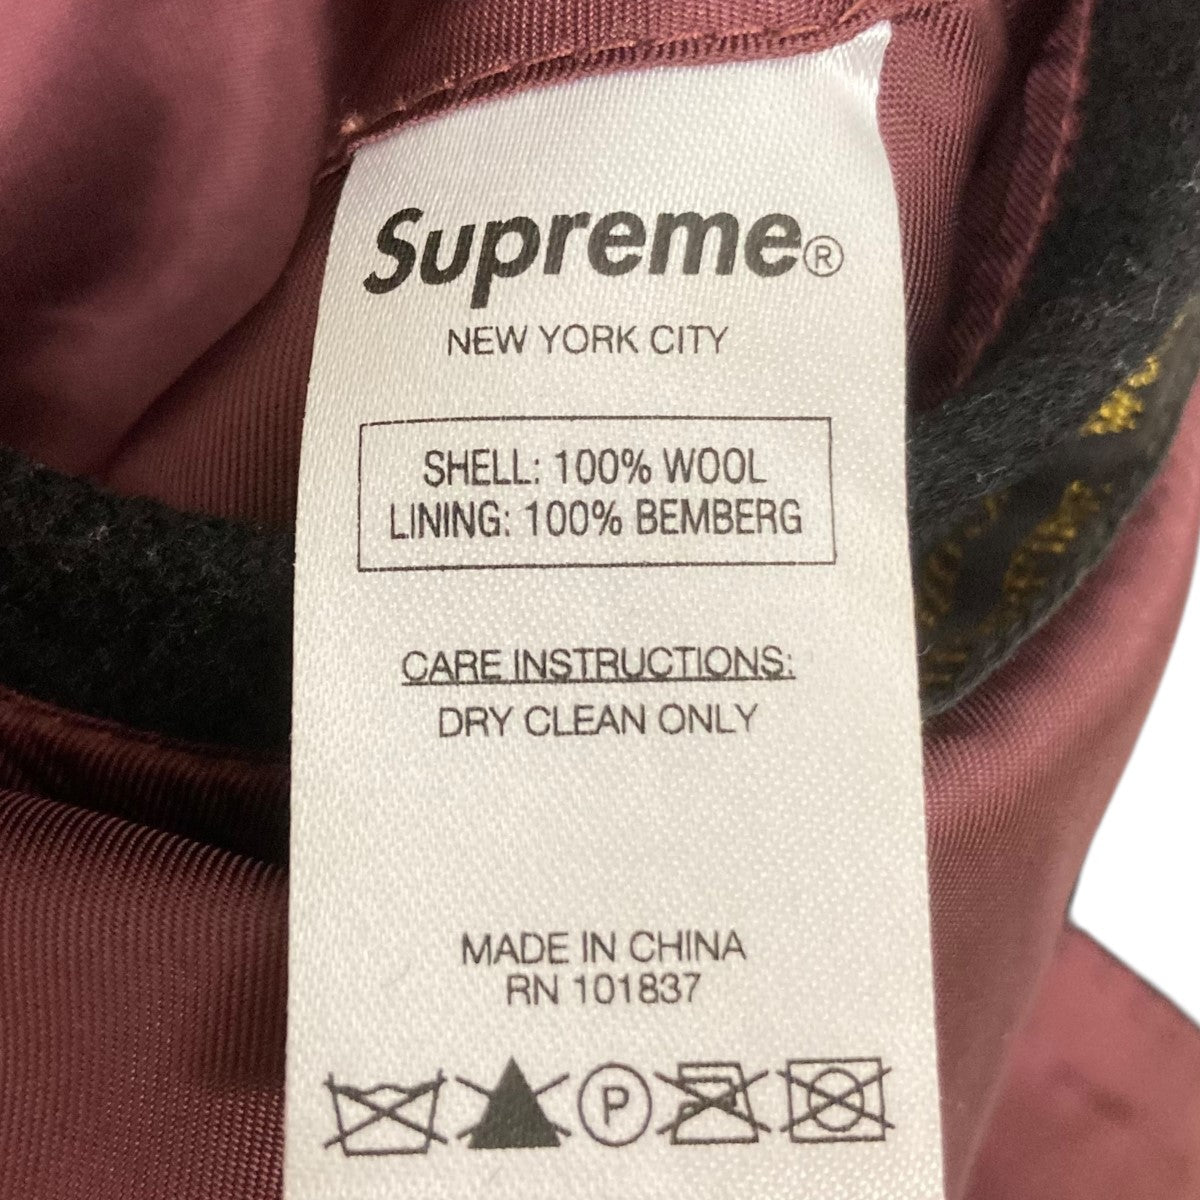 Supreme®
NEW YORK CITY
SHELL: 100% WOOL
LINING: 100% BEMBERG
CARE INSTRUCTIONS:
DRY CLEAN ONLY
MADE IN CHINA
RN 101837
P